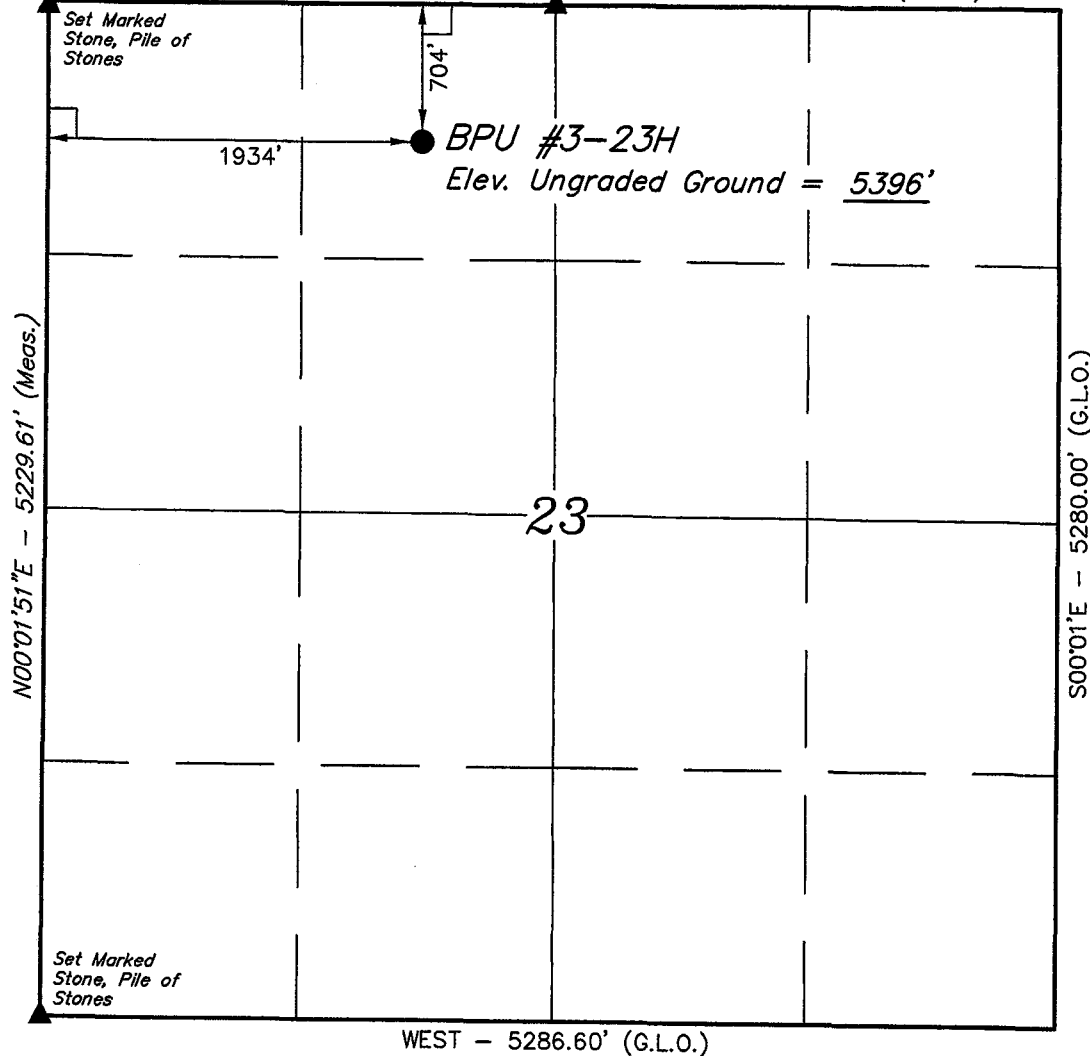 Set Marked
Stone, Pile of
Stones
704'
1934'
BPU #3-23H
Elev. Ungraded Ground = 5396'
N00°01'51"E - 5229.61' (Meas.)
23
S00°01'E - 5280.00' (G.L.O.)
Set Marked
Stone, Pile of
Stones
WEST - 5286.60' (G.L.O.)